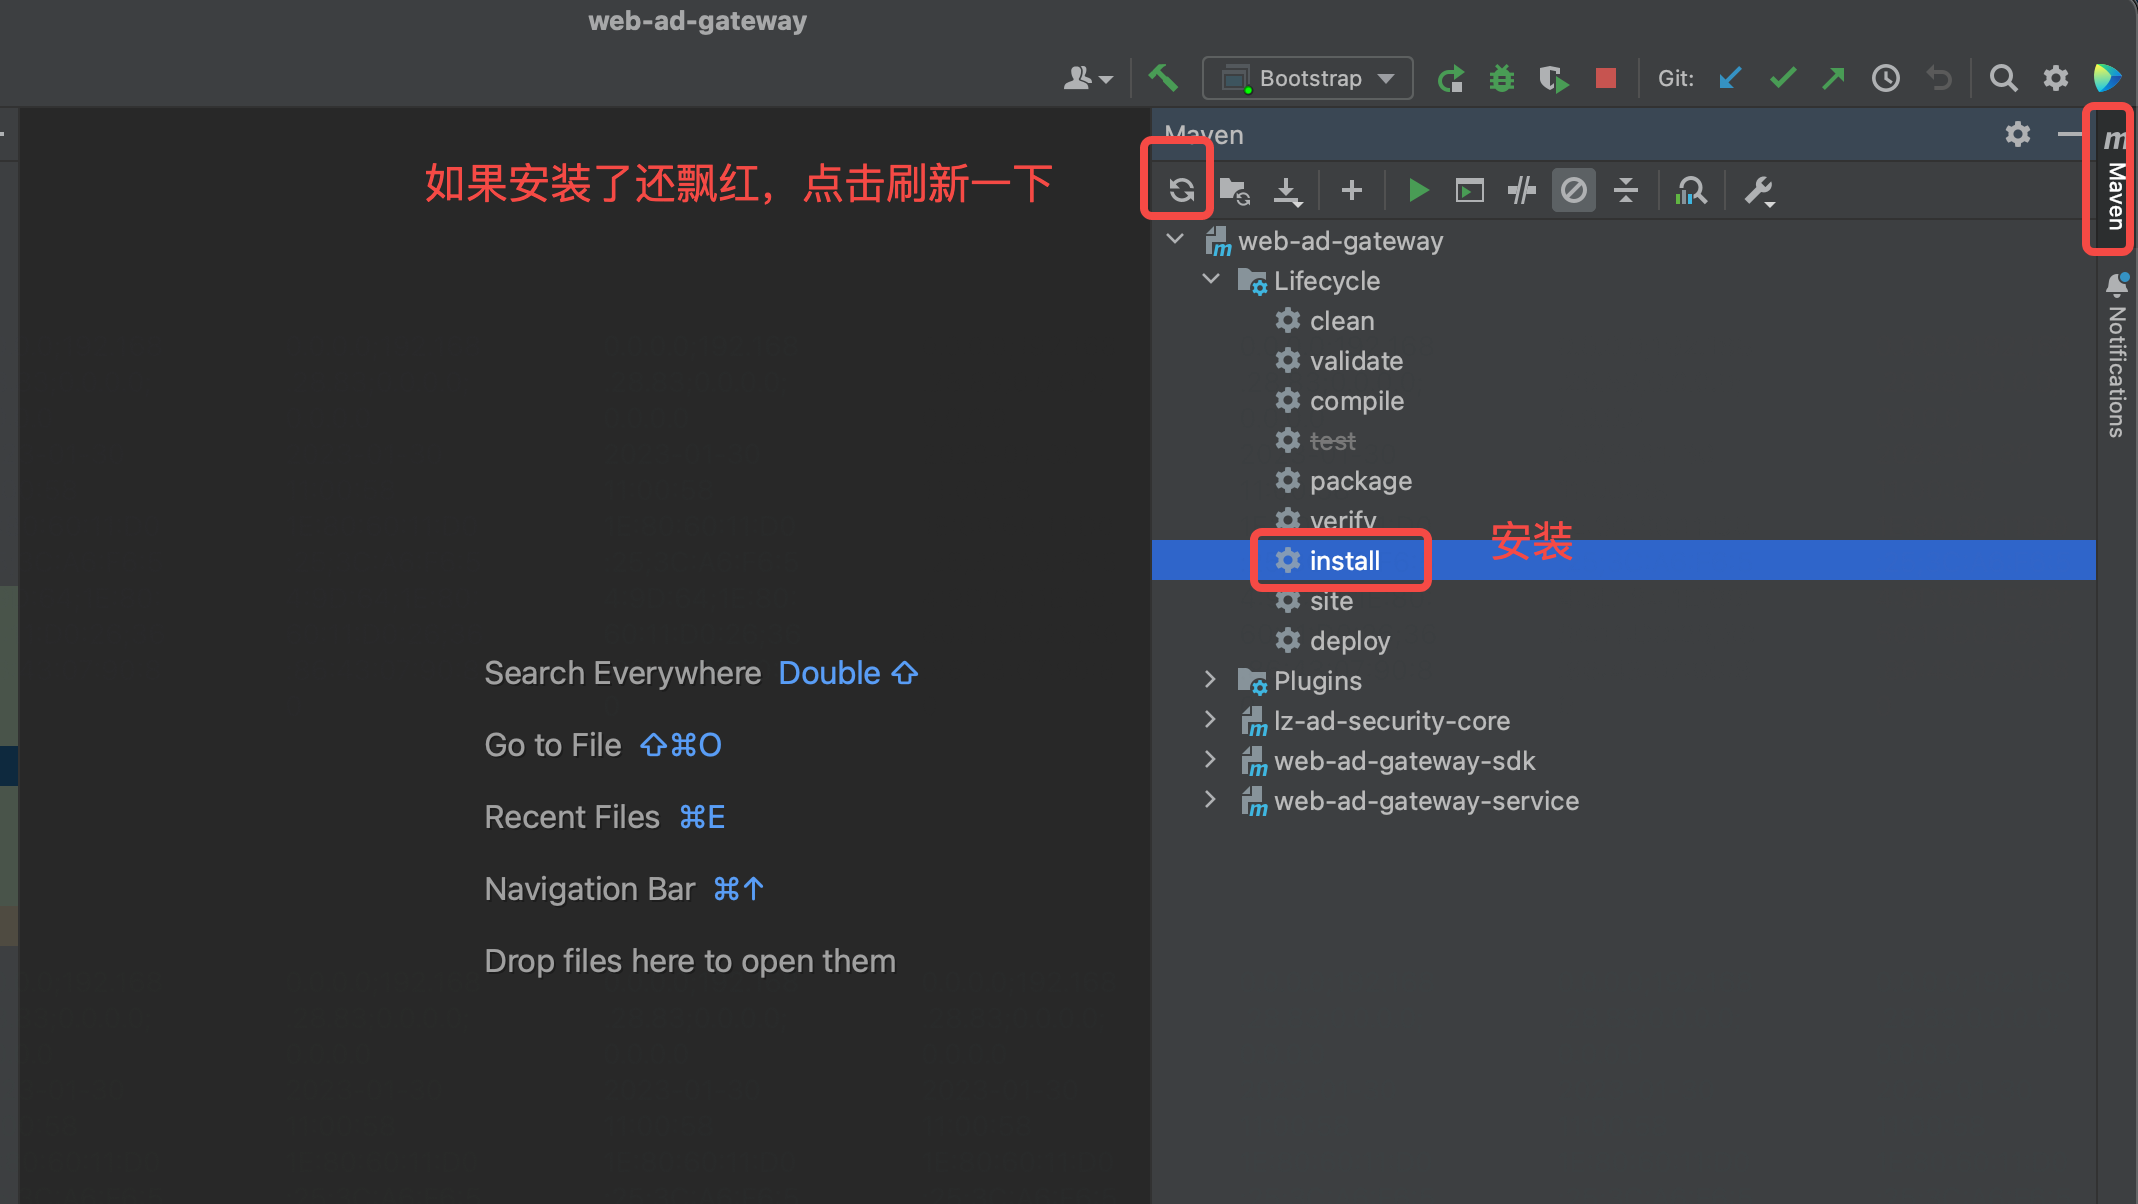 web-ad-gateway
Bootstrap
Git:
Maven
如果安装了还飘红，点击刷新一下
m
Maven
web-ad-gateway
Lifecycle
clean
validate
compile
test
package
verify
安装
install
site
deploy
Plugins
lz-ad-security-core
web-ad-gateway-sdk
web-ad-gateway-service
Notifications
Search Everywhere Double ⇧
Go to File ⇧⌘O
Recent Files ⌘E
Navigation Bar ⌘↑
Drop files here to open them